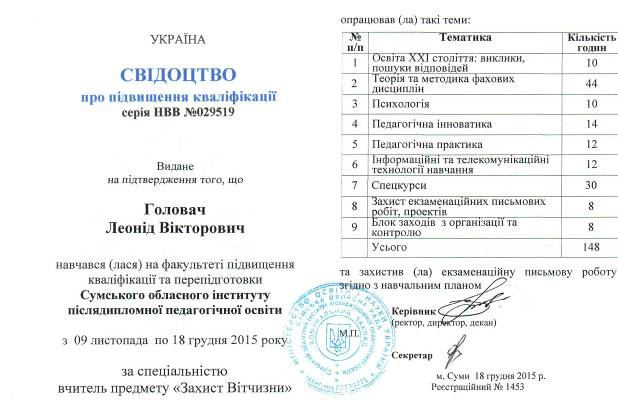 УКРАЇНА
СВІДОЦТВО
про підвищення кваліфікації
серія НВВ №029519
Видане
на підтвердження того, що
Головач
Леонід Вікторович
навчався (лася) на факультеті підвищення
кваліфікації та перепідготовки
Сумського обласного інституту
післядипломної педагогічної освіти
з 09 листопада по 18 грудня 2015 року
за спеціальністю
вчитель предмету «Захист Вітчизни»
опрацював (ла) такі теми:
№ п/п Тематика Кількість годин
1 Освіта XXI століття: виклики, пошуки відповідей 10
2 Теорія та методика фахових дисциплін 44
3 Психологія 10
4 Педагогічна інноватика 14
5 Педагогічна практика 12
6 Інформаційні та телекомунікаційні технології навчання 12
7 Спецкурси 30
8 Захист екзаменаційних письмових робіт, проектів 8
9 Блок заходів з організації та контролю 8
Усього 148
та захистив (ла) екзаменаційну письмову роботу
згідно з навчальним планом
Керівник
(ректор, директор, декан)
М.П.
Секретар
м. Суми 18 грудня 2015 р.
Реєстраційний № 1453